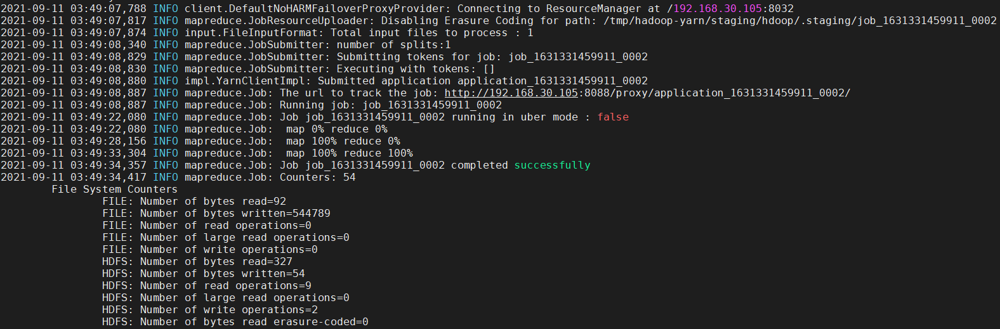 2021-09-11 03:49:07,788 INFO client.DefaultNoHARMFailoverProxyProvider: Connecting to ResourceManager at /192.168.30.105:8032
2021-09-11 03:49:07,817 INFO mapreduce.JobResourceUploader: Disabling Erasure Coding for path: /tmp/hadoop-yarn/staging/hdoop/.staging/job_1631331459911_0002
2021-09-11 03:49:07,874 INFO input.FileInputFormat: Total input files to process : 1
2021-09-11 03:49:08,340 INFO mapreduce.JobSubmitter: number of splits:1
2021-09-11 03:49:08,829 INFO mapreduce.JobSubmitter: Submitting tokens for job: job_1631331459911_0002
2021-09-11 03:49:08,830 INFO mapreduce.JobSubmitter: Executing with tokens: []
2021-09-11 03:49:08,880 INFO impl.YarnClientImpl: Submitted application application_1631331459911_0002
2021-09-11 03:49:08,887 INFO mapreduce.Job: The url to track the job: http://192.168.30.105:8088/proxy/application_1631331459911_0002/
2021-09-11 03:49:08,887 INFO mapreduce.Job: Running job: job_1631331459911_0002
2021-09-11 03:49:22,080 INFO mapreduce.Job: Job job_1631331459911_0002 running in uber mode : false
2021-09-11 03:49:22,080 INFO mapreduce.Job:  map 0% reduce 0%
2021-09-11 03:49:28,156 INFO mapreduce.Job:  map 100% reduce 0%
2021-09-11 03:49:33,304 INFO mapreduce.Job:  map 100% reduce 100%
2021-09-11 03:49:34,357 INFO mapreduce.Job: Job job_1631331459911_0002 completed successfully
2021-09-11 03:49:34,417 INFO mapreduce.Job: Counters: 54
File System Counters
FILE: Number of bytes read=92
FILE: Number of bytes written=544789
FILE: Number of read operations=0
FILE: Number of large read operations=0
FILE: Number of write operations=0
HDFS: Number of bytes read=327
HDFS: Number of bytes written=54
HDFS: Number of read operations=9
HDFS: Number of large read operations=0
HDFS: Number of write operations=2
HDFS: Number of bytes read erasure-coded=0